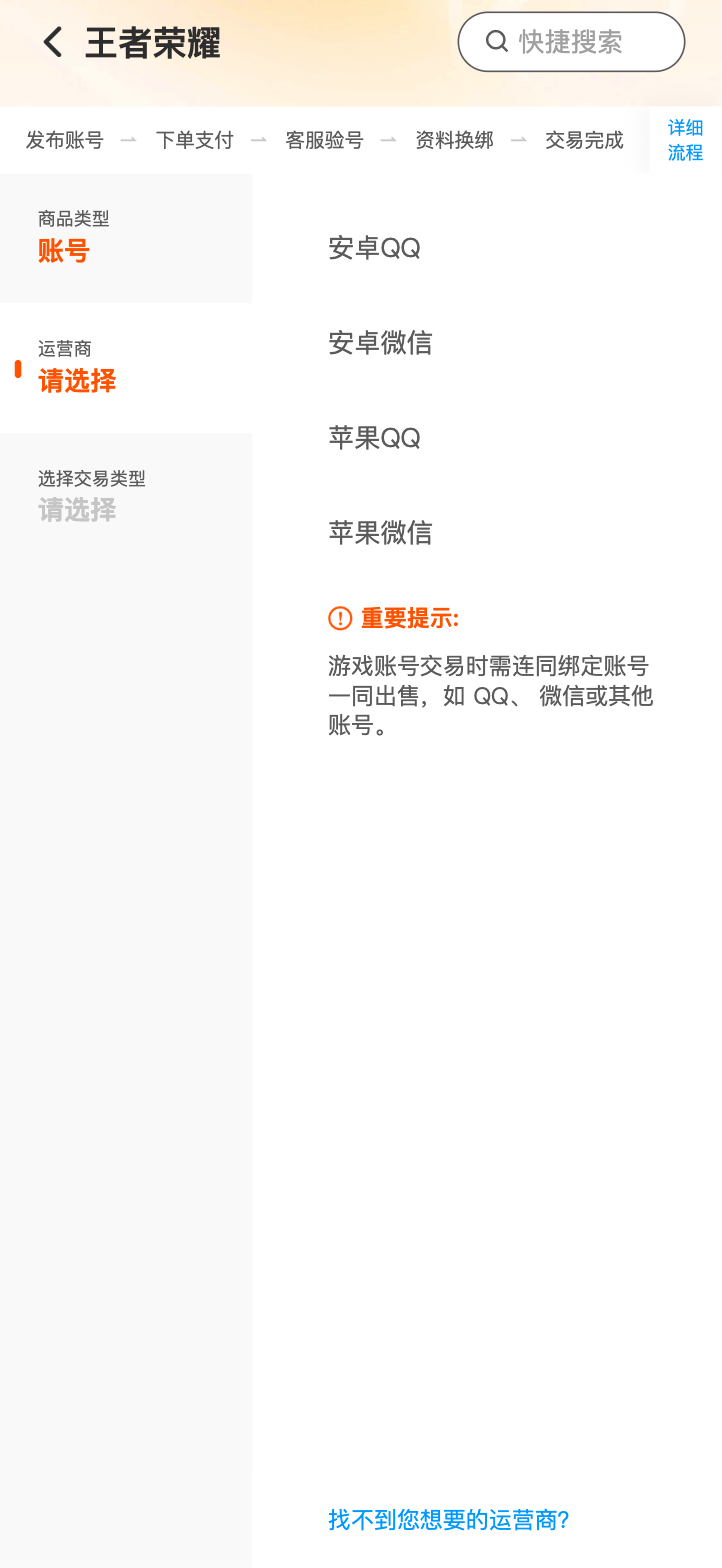 王者荣耀
快捷搜索
发布账号
下单支付
客服验号
资料换绑
交易完成
详细
流程
商品类型
账号
运营商
请选择
选择交易类型
请选择
安卓QQ
安卓微信
苹果QQ
苹果微信
重要提示:
游戏账号交易时需连同绑定账号
一同出售，如 QQ、 微信或其他
账号。
找不到您想要的运营商?